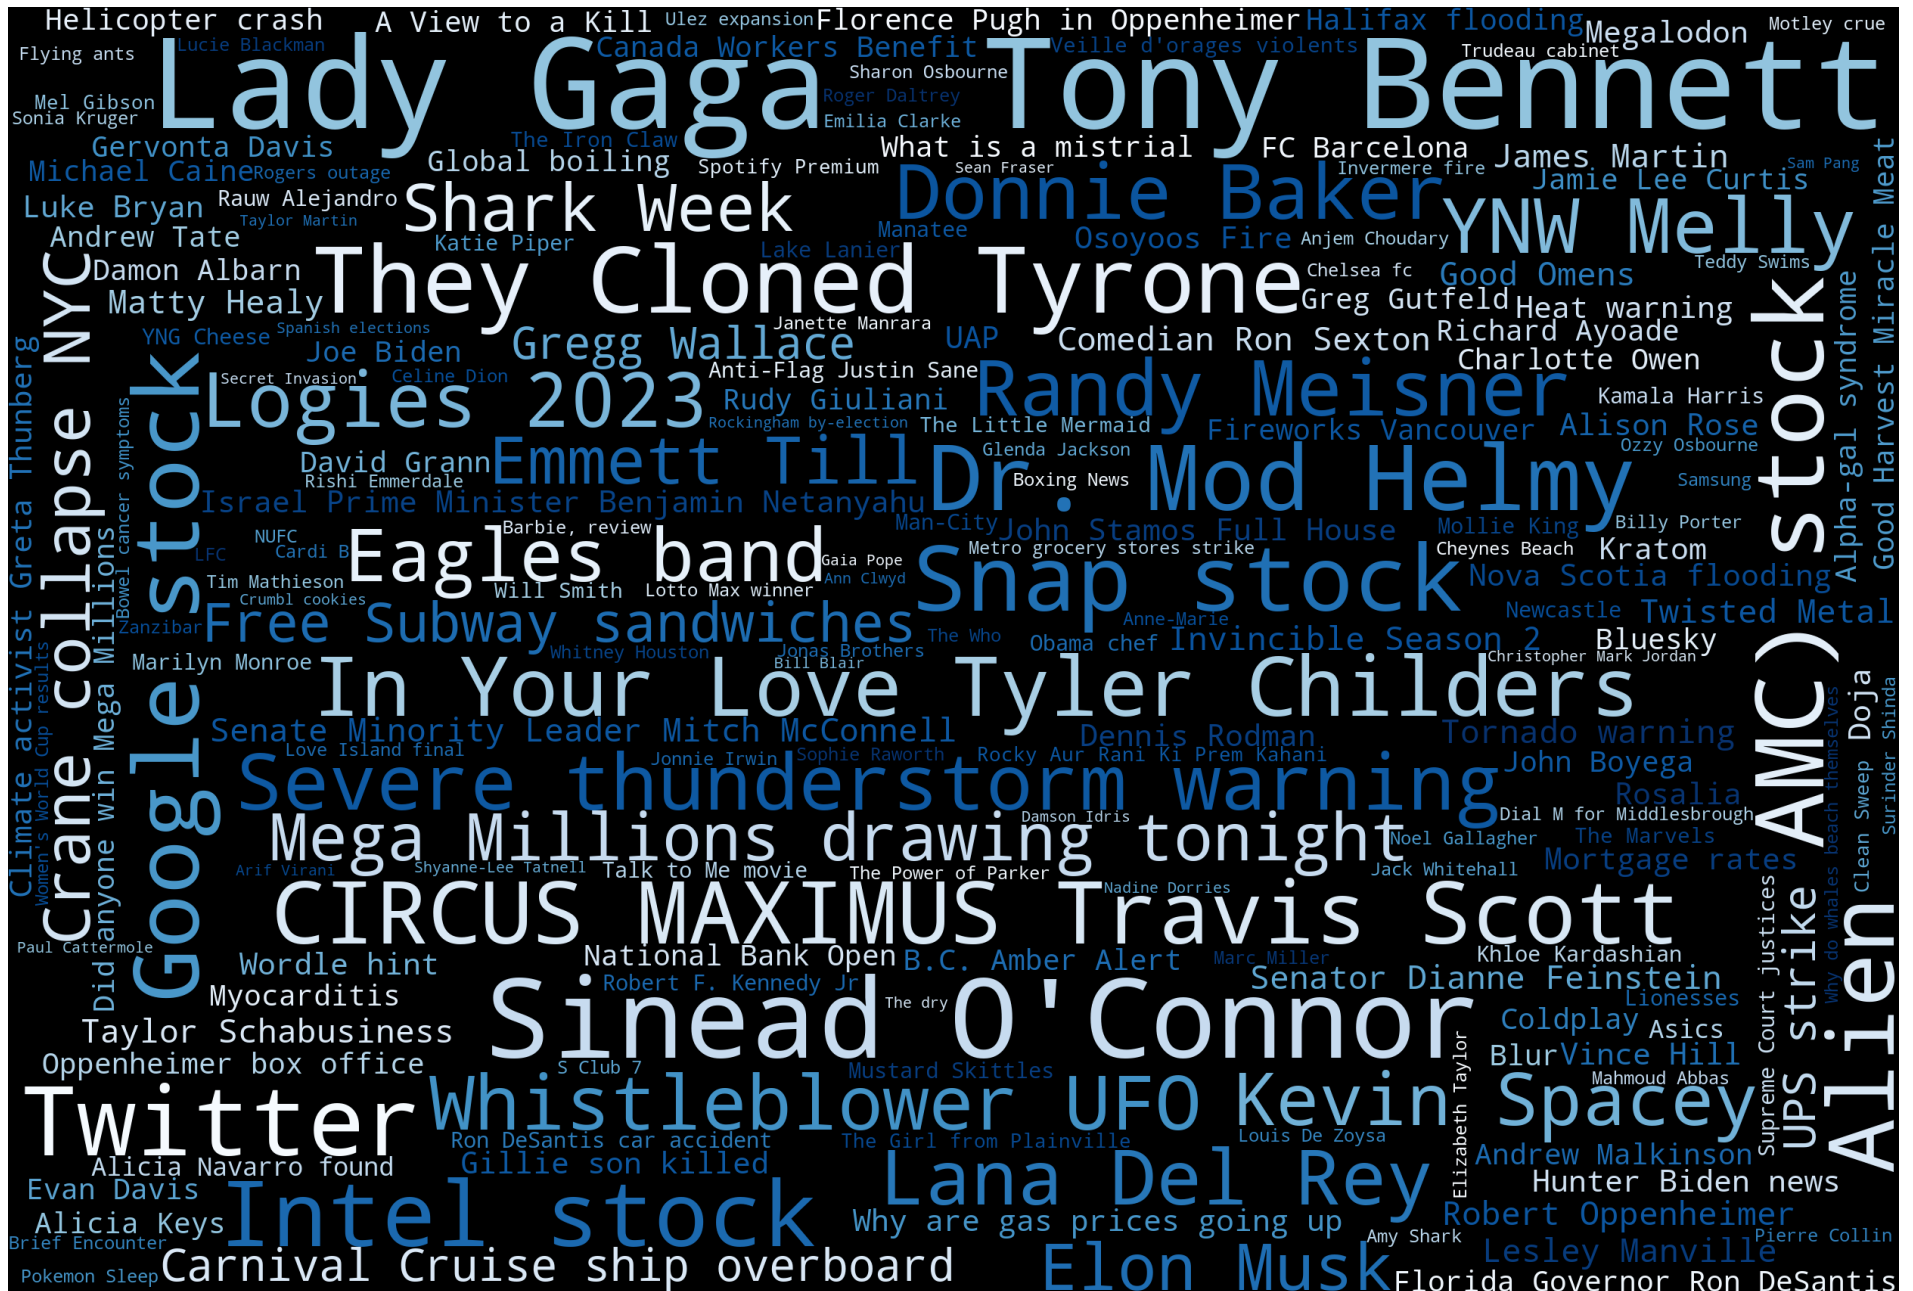 Helicopter crash
A View to a Kill
Ulez expansion
Florence Pugh in Oppenheimer
Halifax flooding
Megalodon
Motley crue
Flying ants
Lucie Blackman
Lady Gaga
Canada Workers Benefit
Veille d'orages violents
Tony Bennett
Trudeau cabinet
Sharon Osbourne
Mel Gibson
Roger Daltrey
Sonia Kruger
Emilia Clarke
Gervonta Davis
The Iron Claw
What is a mistrial
FC Barcelona
James Martin
Sam Pang
Michael Caine
Rogers outage
Global boiling
Spotify Premium
Sean Fraser
Invermere fire
Jamie Lee Curtis
Good Harvest Miracle Meat
Luke Bryan
Rauw Alejandro
Taylor Martin
Shark Week
Donnie Baker
YNW Melly
Andrew Tate
Katie Piper
Manatee
Lake Lanier
Osoyoos Fire
Anjem Choudary
Teddy Swims
Damon Albarn
They Cloned Tyrone
Chelsea fc
Good Omens
Matty Healy
Greg Gutfeld
Heat warning
YNG Cheese
Spanish elections
Janette Manrara
Joe Biden
Gregg Wallace
UAP
Comedian Ron Sexton
Richard Ayoade
Charlotte Owen
Secret Invasion
Celine Dion
Anti-Flag Justin Sane
Logies 2023
Rudy Giuliani
Randy Meisner
Kamala Harris
Rockingham by-election
The Little Mermaid
Fireworks Vancouver
Alison Rose
Ozzy Osbourne
David Grann
Emmett Till
Glenda Jackson
Rishi Emmerdale
Dr. Mod Helmy
Boxing News
Samsung
Israel Prime Minister Benjamin Netanyahu
Man-City
John Stamos Full House
Mollie King
Billy Porter
NUFC
Barbie, review
LFC
Cardi B
Eagles band
Gaia Pope
Metro grocery stores strike
Cheynes Beach
Kratom
Tim Mathieson
Will Smith
Lotto Max winner
Ann Clwyd
Snap stock
Nova Scotia flooding
Crumbl cookies
Zanzibar
Free Subway sandwiches
The Who
Anne-Marie
Newcastle
Twisted Metal
Obama chef
Invincible Season 2
Bluesky
Marilyn Monroe
Whitney Houston
Jonas Brothers
Bill Blair
Christopher Mark Jordan
In Your Love Tyler Childers
Senate Minority Leader Mitch McConnell
Dennis Rodman
Tornado warning
Love Island final
Jonnie Irwin
Sophie Raworth
Rocky Aur Rani Ki Prem Kahani
John Boyega
Severe thunderstorm warning
Rosalia
Mega Millions drawing tonight
Damson Idris
Dial M for Middlesbrough
Noel Gallagher
The Marvels
Arif Virani
Shyanne-Lee Tatnell
Talk to Me movie
The Power of Parker
Jack Whitehall
Mortgage rates
CIRCUS MAXIMUS Travis Scott
Nadine Dorries
Paul Cattermole
Wordle hint
National Bank Open
B.C. Amber Alert
Marc Miller
Khloe Kardashian
Myocarditis
Robert F. Kennedy Jr
Senator Dianne Feinstein
Lionesses
Taylor Schabusiness
Sinead O'Connor
The dry
Coldplay
Asics
Oppenheimer box office
S Club 7
Mustard Skittles
Blur
Vince Hill
Mahmoud Abbas
Twitter
Whistleblower UFO
Kevin Spacey
Ron DeSantis car accident
The Girl from Plainville
Louis De Zoysa
Alicia Navarro found
Gillie son killed
Andrew Malkinson
Evan Davis
Intel stock
Lana Del Rey
Hunter Biden news
Alicia Keys
Why are gas prices going up
Robert Oppenheimer
Brief Encounter
Amy Shark
Pierre Collin
Pokemon Sleep
Carnival Cruise ship overboard
Elon Musk
Lesley Manville
Florida Governor Ron DeSantis
Climate activist Greta Thunberg
Women's World Cup results
Crane collapse NYC
Did anyone win Mega Millions
Bowel cancer symptoms
Google stock
AMC) stock
Alpha-gal syndrome
Why do whales beach themselves
Clean Sweep
Doja
Surinder Shinda
Supreme Court justices
UPS strike
Alien
Elizabeth Taylor